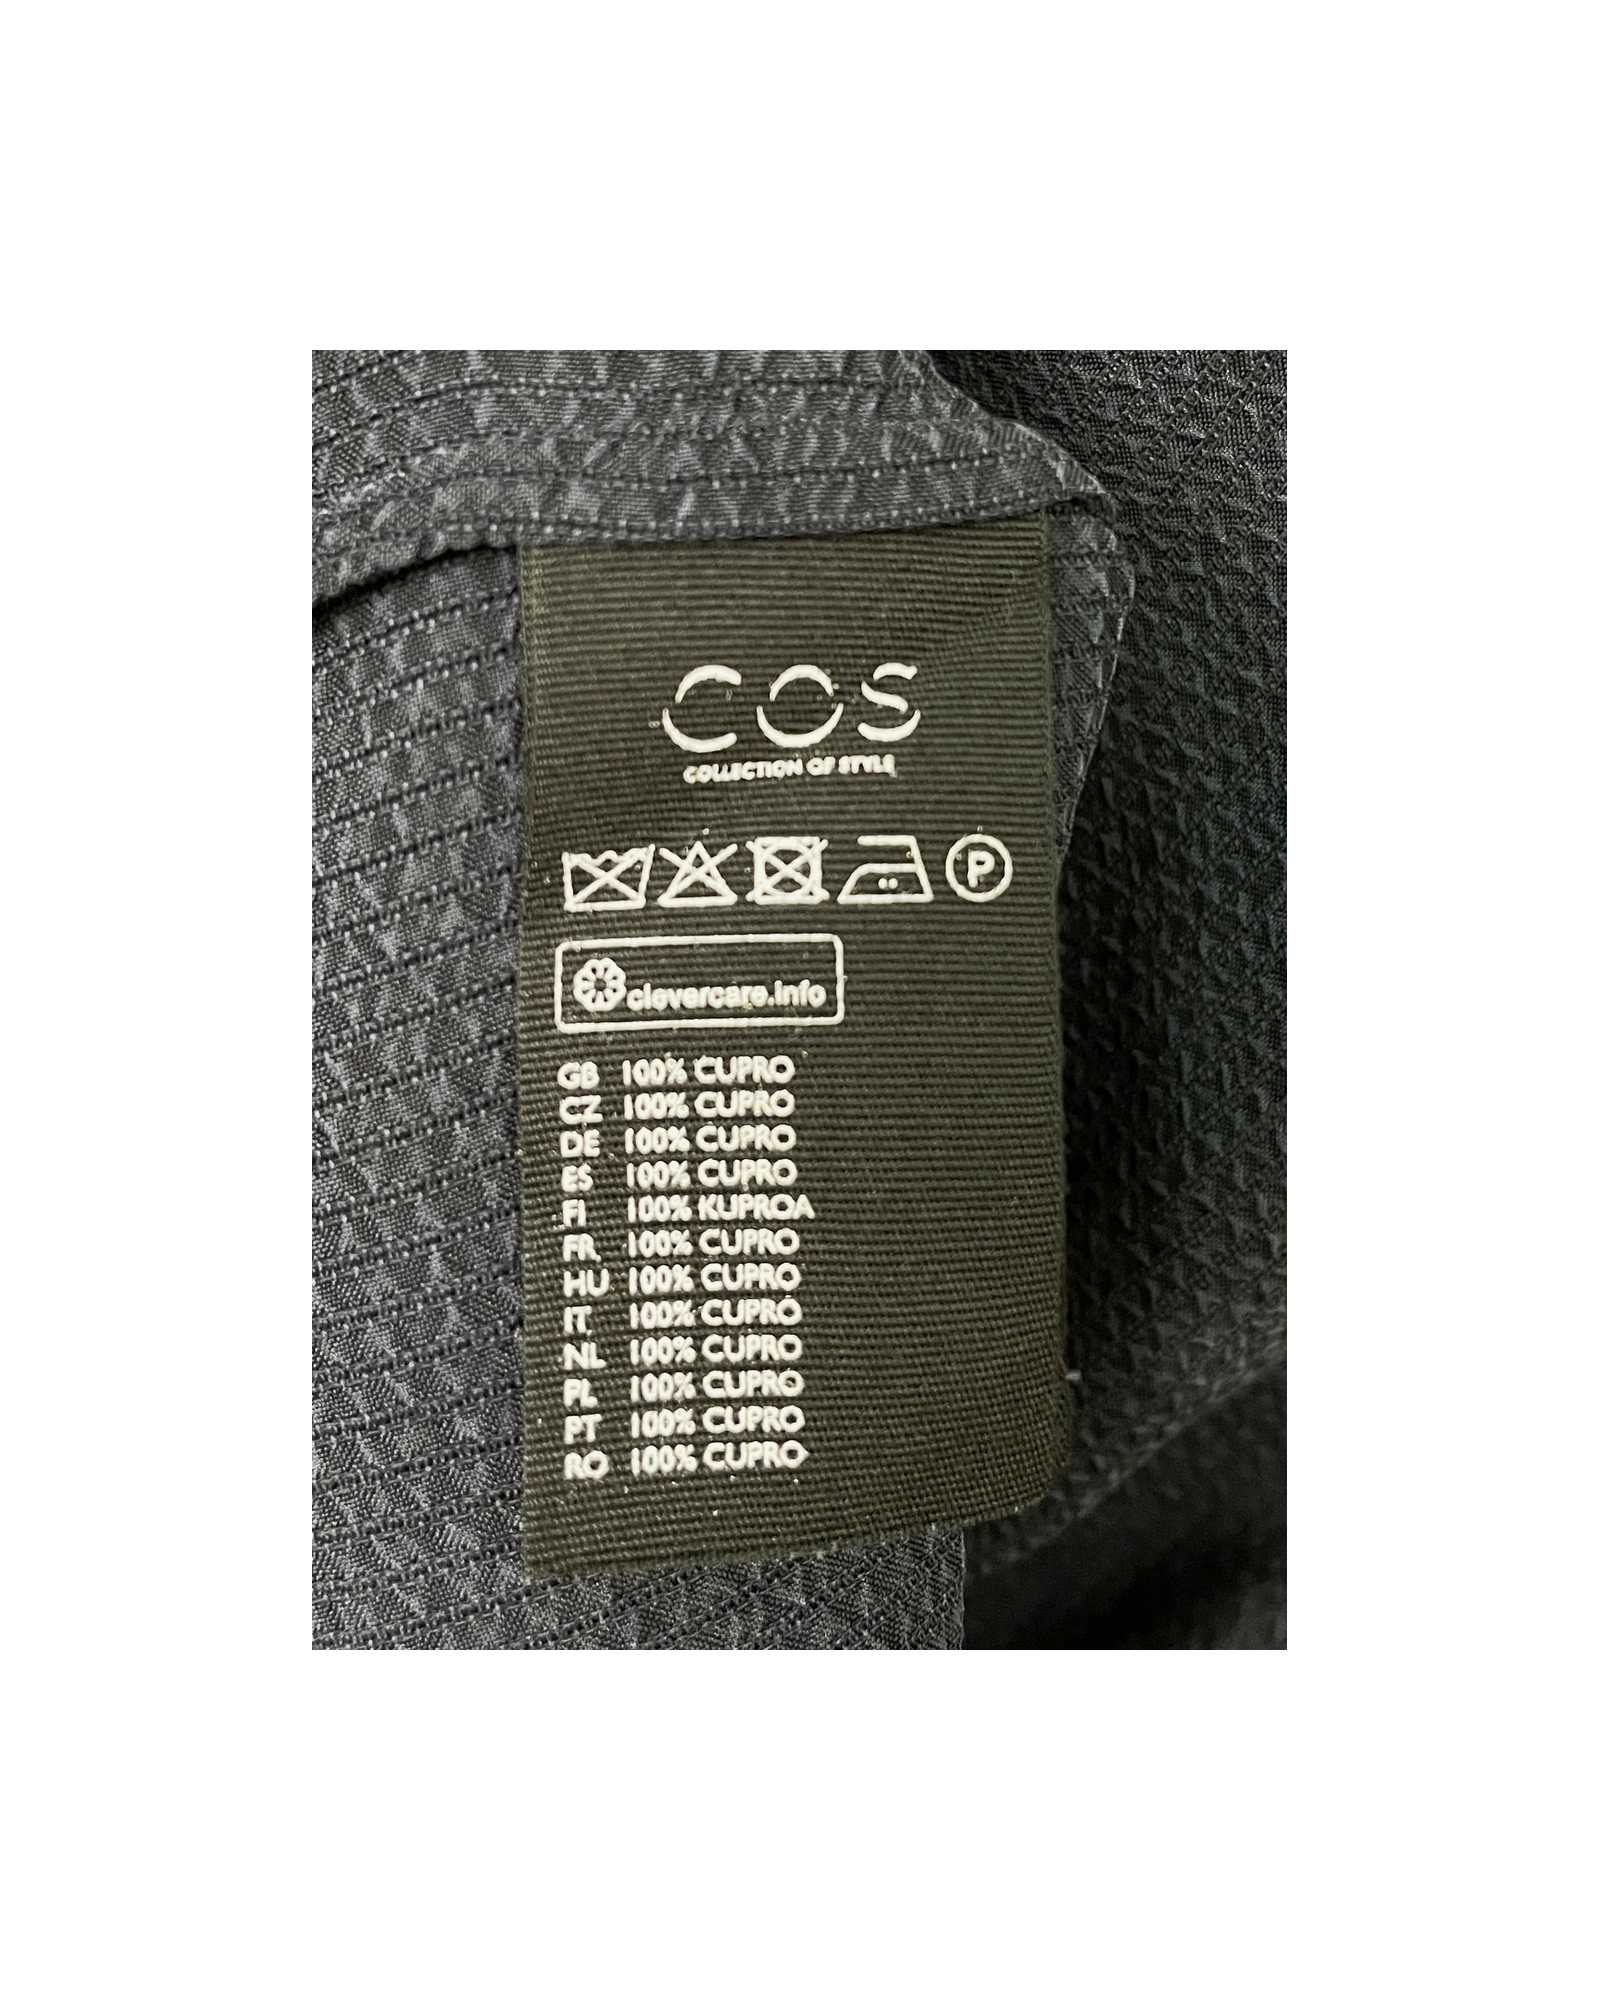 COS
COLLECTION OF STYLE
P
clevercare.info
GB 100% CUPRO
CZ 100% CUPRO
DE 100% CUPRO
ES 100% CUPRO
FI 100% KUPROA
FR 100% CUPRO
HU 100% CUPRO
IT 100% CUPRO
NL 100% CUPRO
PL 100% CUPRO
PT 100% CUPRO
RO 100% CUPRO